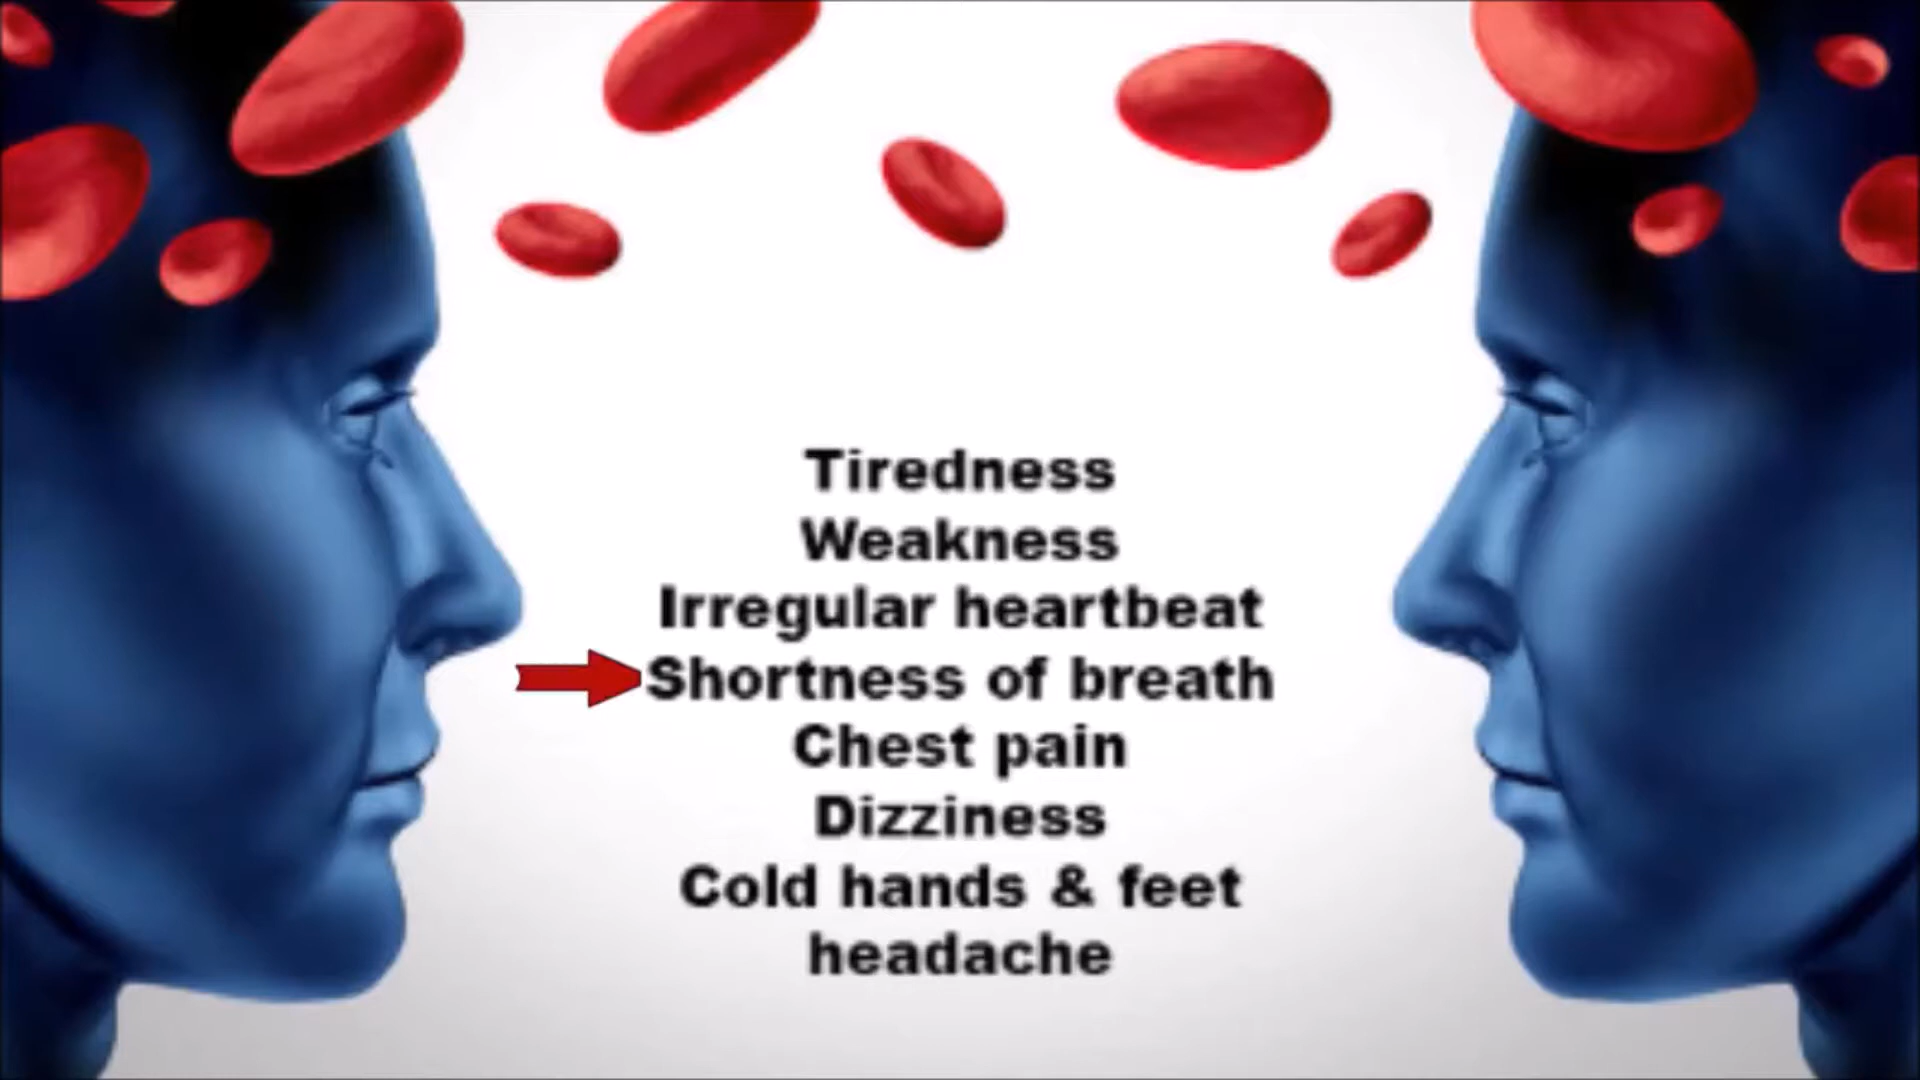 Tiredness
Weakness
Irregular heartbeat
Shortness of breath
Chest pain
Dizziness
Cold hands & feet
headache